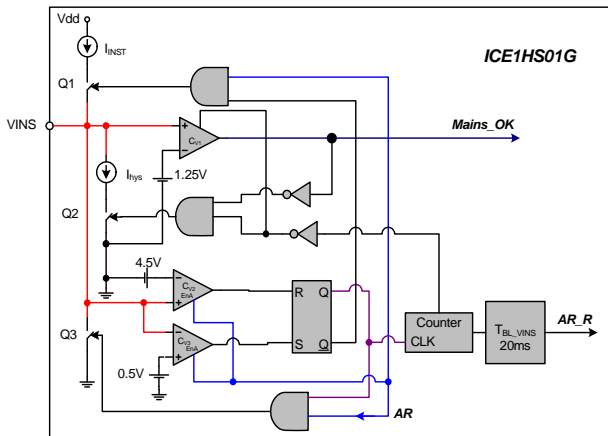 Vdd
I_INST
ICE1HS01G
Q1
VINS
+
C_V1
−
Mains_OK
I_hys
1.25V
Q2
4.5V
−
C_V2
EnA
+
R Q
Q3
−
C_V3
EnA
+
S Q
Counter
CLK
T_BL_VINS
20ms
AR_R
0.5V
AR